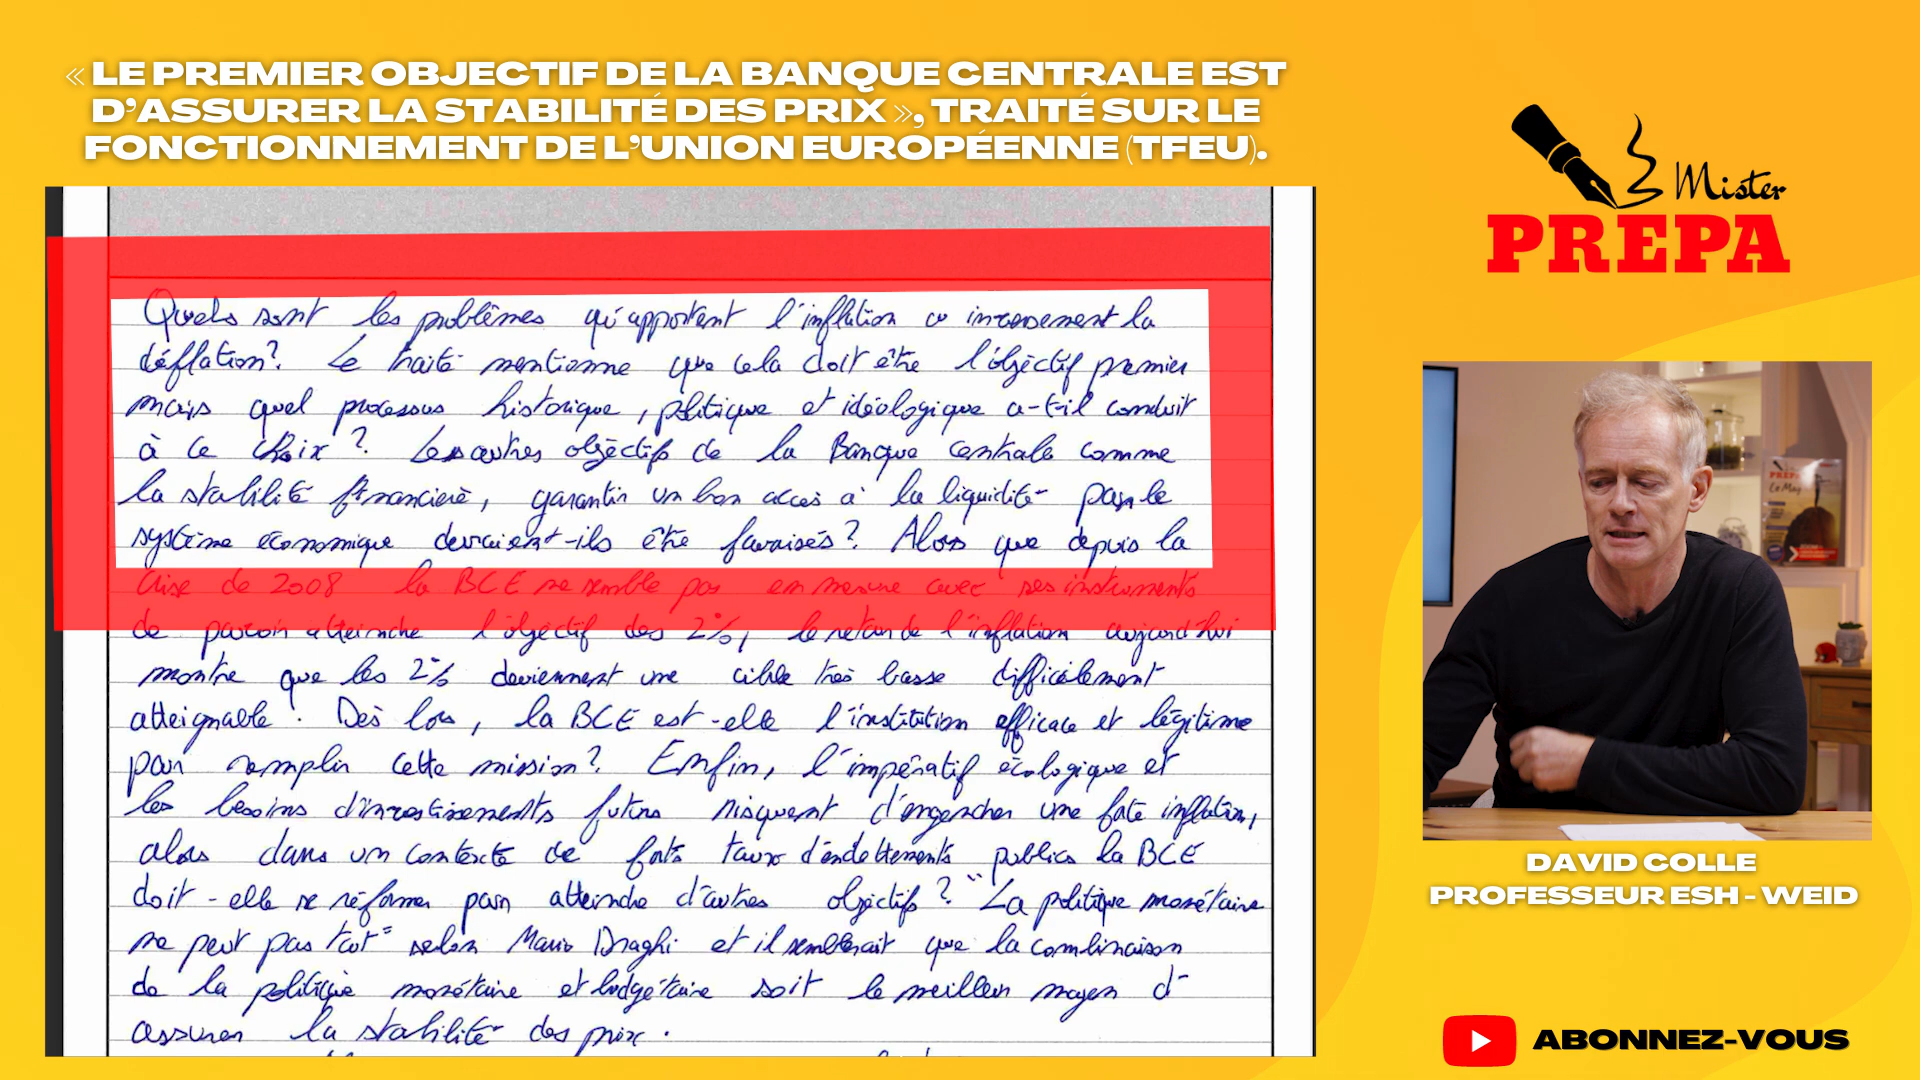 « LE PREMIER OBJECTIF DE LA BANQUE CENTRALE EST
D'ASSURER LA STABILITÉ DES PRIX », TRAITÉ SUR LE
FONCTIONNEMENT DE L'UNION EUROPÉENNE (TFEU).
Quels sont les problèmes qu'apportent l'inflation ou inversement la
déflation? Le traité mentionne que cela doit être l'objectif premier
mais quel processus historique, politique et idéologique a-t-il conduit
à ce choix? Les autres objectifs de la Banque centrale comme
la stabilité financière, garantir un bon accès à la liquidité pour le
système économique devraient-ils être favorisés? Alors que depuis la
crise de 2008 la BCE ne semble pas en mesure avec ses instruments
de pouvoir atteindre l'objectif des 2%, le retour de l'inflation aujourd'hui
montre que les 2% deviennent une cible très basse difficilement
atteignable. Dès lors, la BCE est-elle l'institution efficace et légitime
pour remplir cette mission? Enfin, l'impératif écologique et
les besoins d'investissements futurs risquent d'engendrer une forte inflation,
alors dans un contexte de forts taux d'endettements publics la BCE
doit-elle se réformer pour atteindre d'autres objectifs? "La politique monétaire
ne peut pas tout" selon Mario Draghi et il semblerait que la combinaison
de la politique monétaire et budgétaire soit le meilleur moyen d'
assurer la stabilité des prix.
Mister
PREPA
PREPA
Le Mag
DAVID COLLE
PROFESSEUR ESH - WEID
ABONNEZ-VOUS